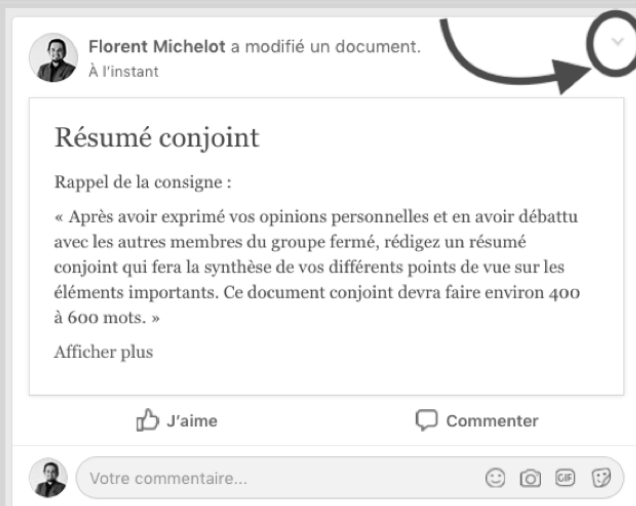 Florent Michelot a modifié un document.
À l'instant
Résumé conjoint
Rappel de la consigne :
« Après avoir exprimé vos opinions personnelles et en avoir débattu
avec les autres membres du groupe fermé, rédigez un résumé
conjoint qui fera la synthèse de vos différents points de vue sur les
éléments importants. Ce document conjoint devra faire environ 400
à 600 mots. »
Afficher plus
J'aime
Commenter
Votre commentaire...
GIF